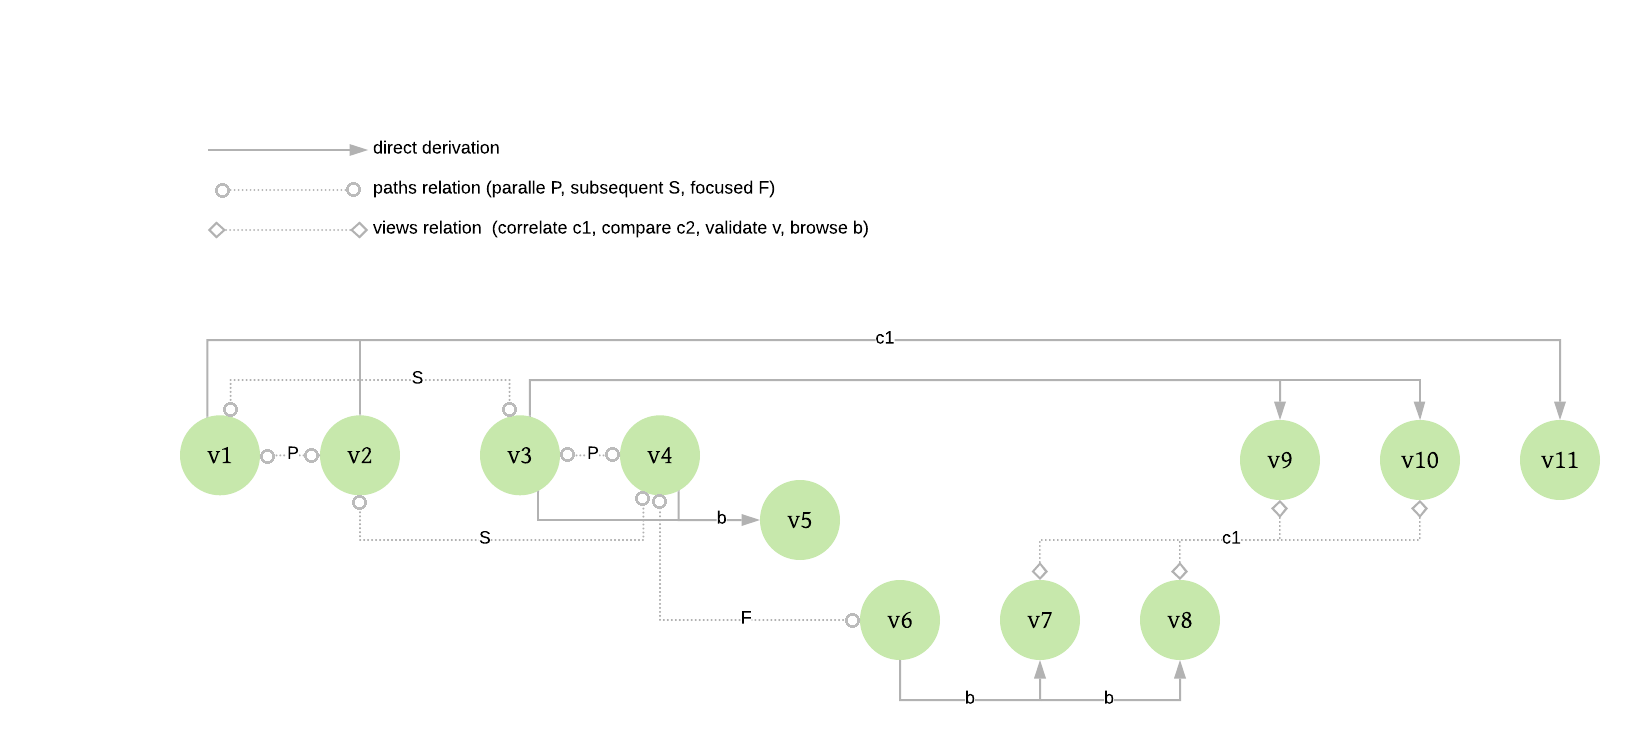 direct derivation
paths relation (paralle P, subsequent S, focused F)
views relation  (correlate c1, compare c2, validate v, browse b)
c1
S
v1
P
v2
v3
P
v4
v9
v10
v11
b
v5
S
c1
F
v6
v7
v8
b
b